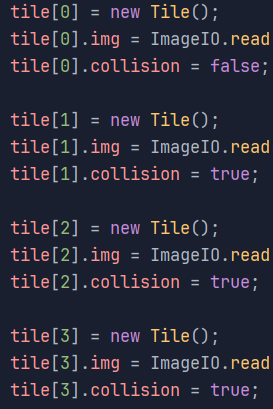 tile[0] = new Tile();
tile[0].img = ImageIO.read
tile[0].collision = false;
tile[1] = new Tile();
tile[1].img = ImageIO.read
tile[1].collision = true;
tile[2] = new Tile();
tile[2].img = ImageIO.read
tile[2].collision = true;
tile[3] = new Tile();
tile[3].img = ImageIO.read
tile[3].collision = true;